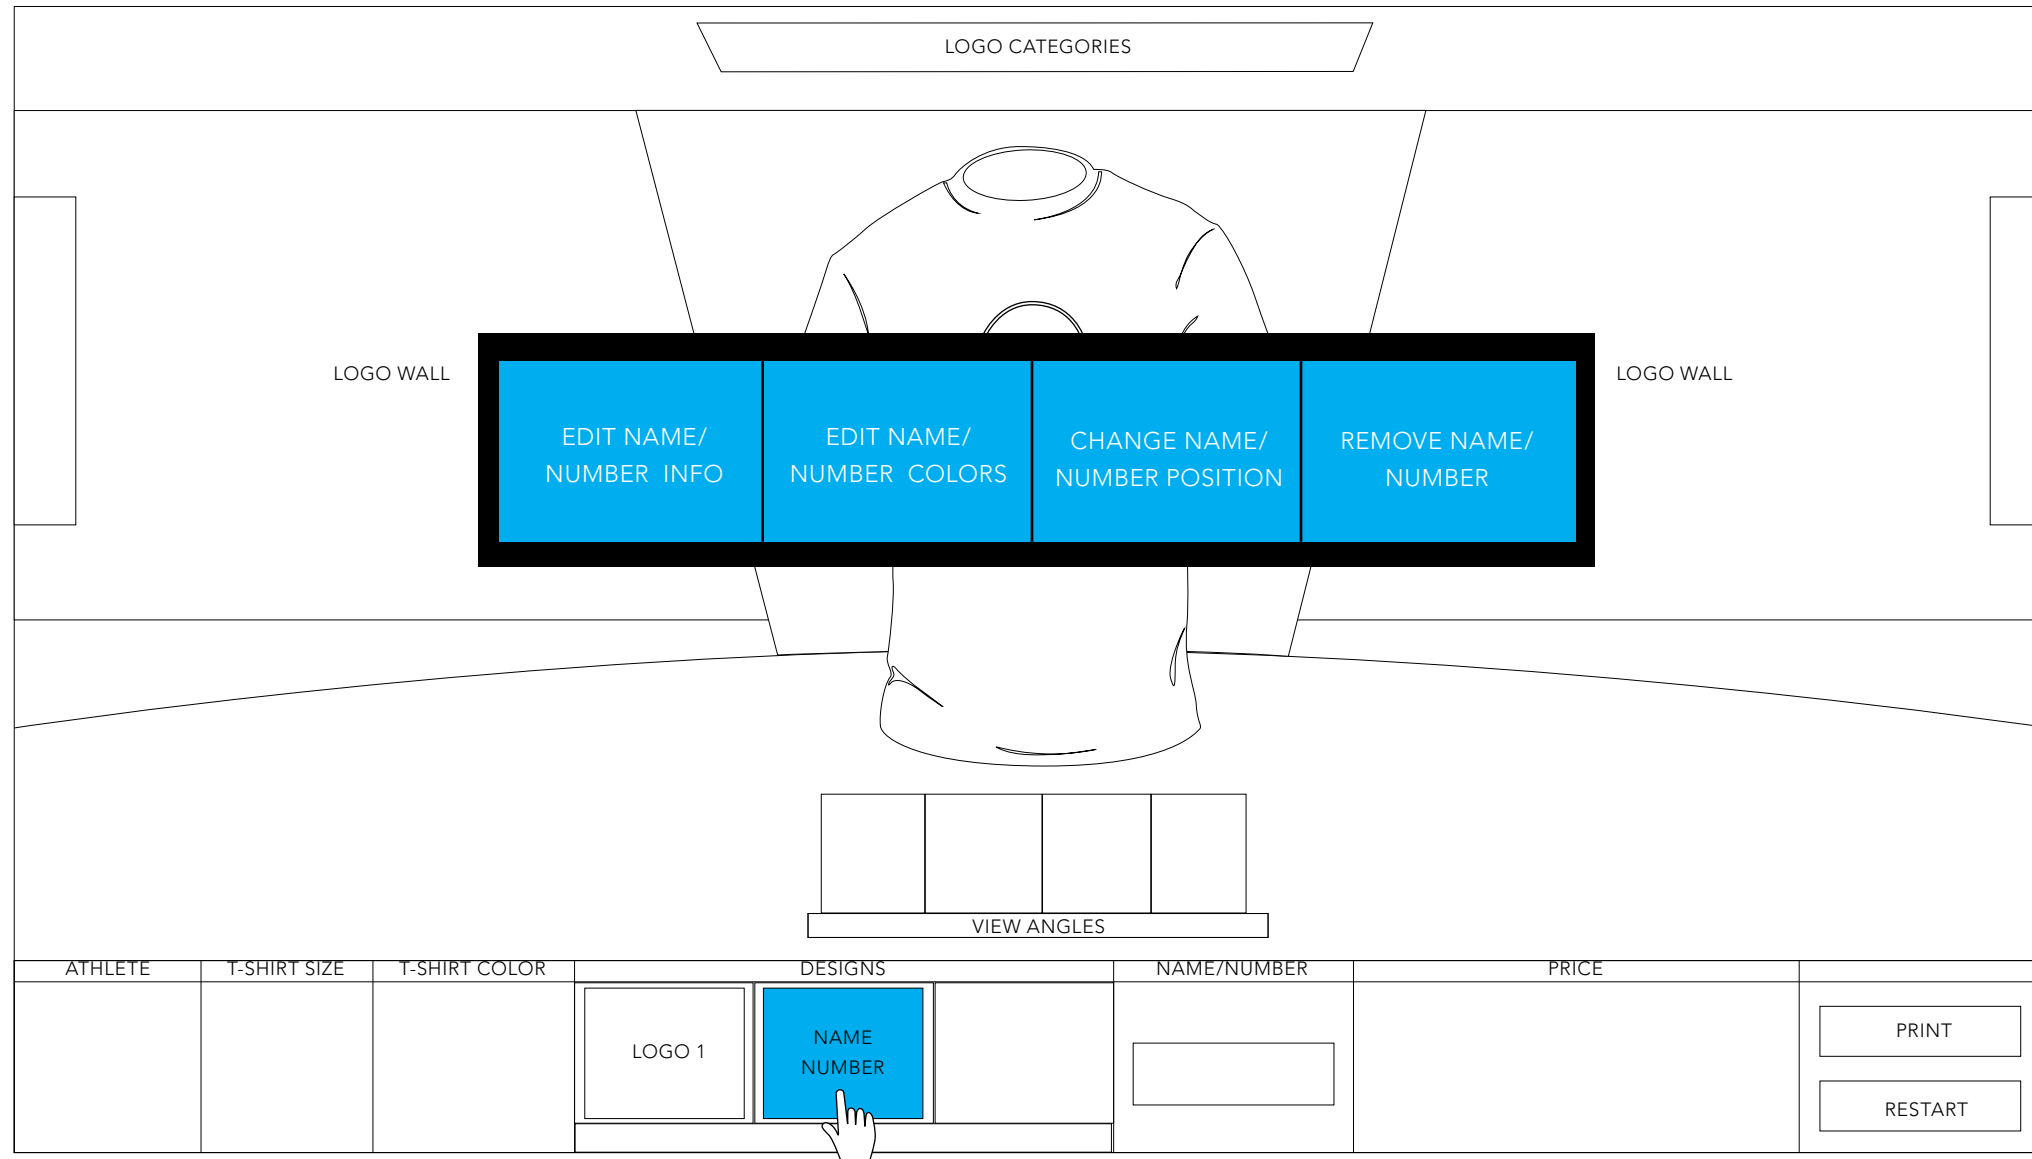 LOGO CATEGORIES
LOGO WALL
LOGO WALL
EDIT NAME/
NUMBER INFO
EDIT NAME/
NUMBER COLORS
CHANGE NAME/
NUMBER POSITION
REMOVE NAME/
NUMBER
VIEW ANGLES
ATHLETE
T-SHIRT SIZE
T-SHIRT COLOR
DESIGNS
NAME/NUMBER
PRICE
LOGO 1
NAME
NUMBER
PRINT
RESTART